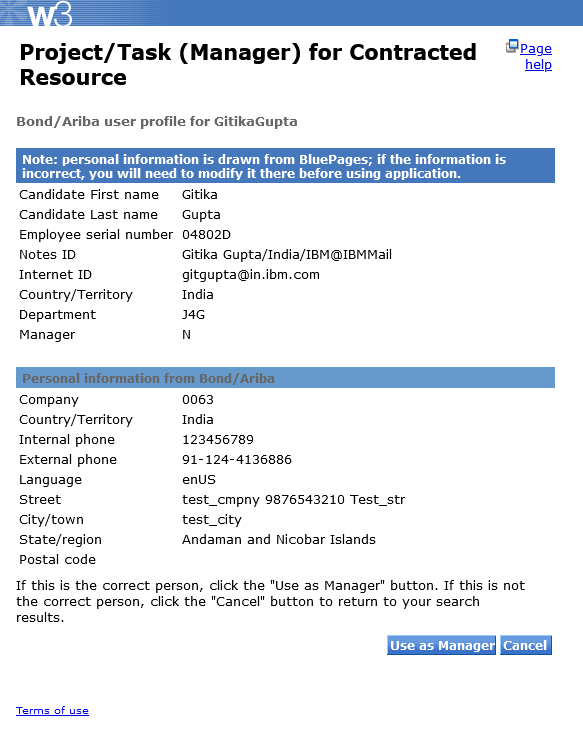 w3
Project/Task (Manager) for Contracted
Resource
Page
help
Bond/Ariba user profile for GitikaGupta
Note: personal information is drawn from BluePages; if the information is
incorrect, you will need to modify it there before using application.
Candidate First name Gitika
Candidate Last name Gupta
Employee serial number 04802D
Notes ID Gitika Gupta/India/IBM@IBMMail
Internet ID gitgupta@in.ibm.com
Country/Territory India
Department J4G
Manager N
Personal information from Bond/Ariba
Company 0063
Country/Territory India
Internal phone 123456789
External phone 91-124-4136886
Language enUS
Street test_cmpny 9876543210 Test_str
City/town test_city
State/region Andaman and Nicobar Islands
Postal code
If this is the correct person, click the "Use as Manager" button. If this is not
the correct person, click the "Cancel" button to return to your search
results.
Use as Manager Cancel
Terms of use